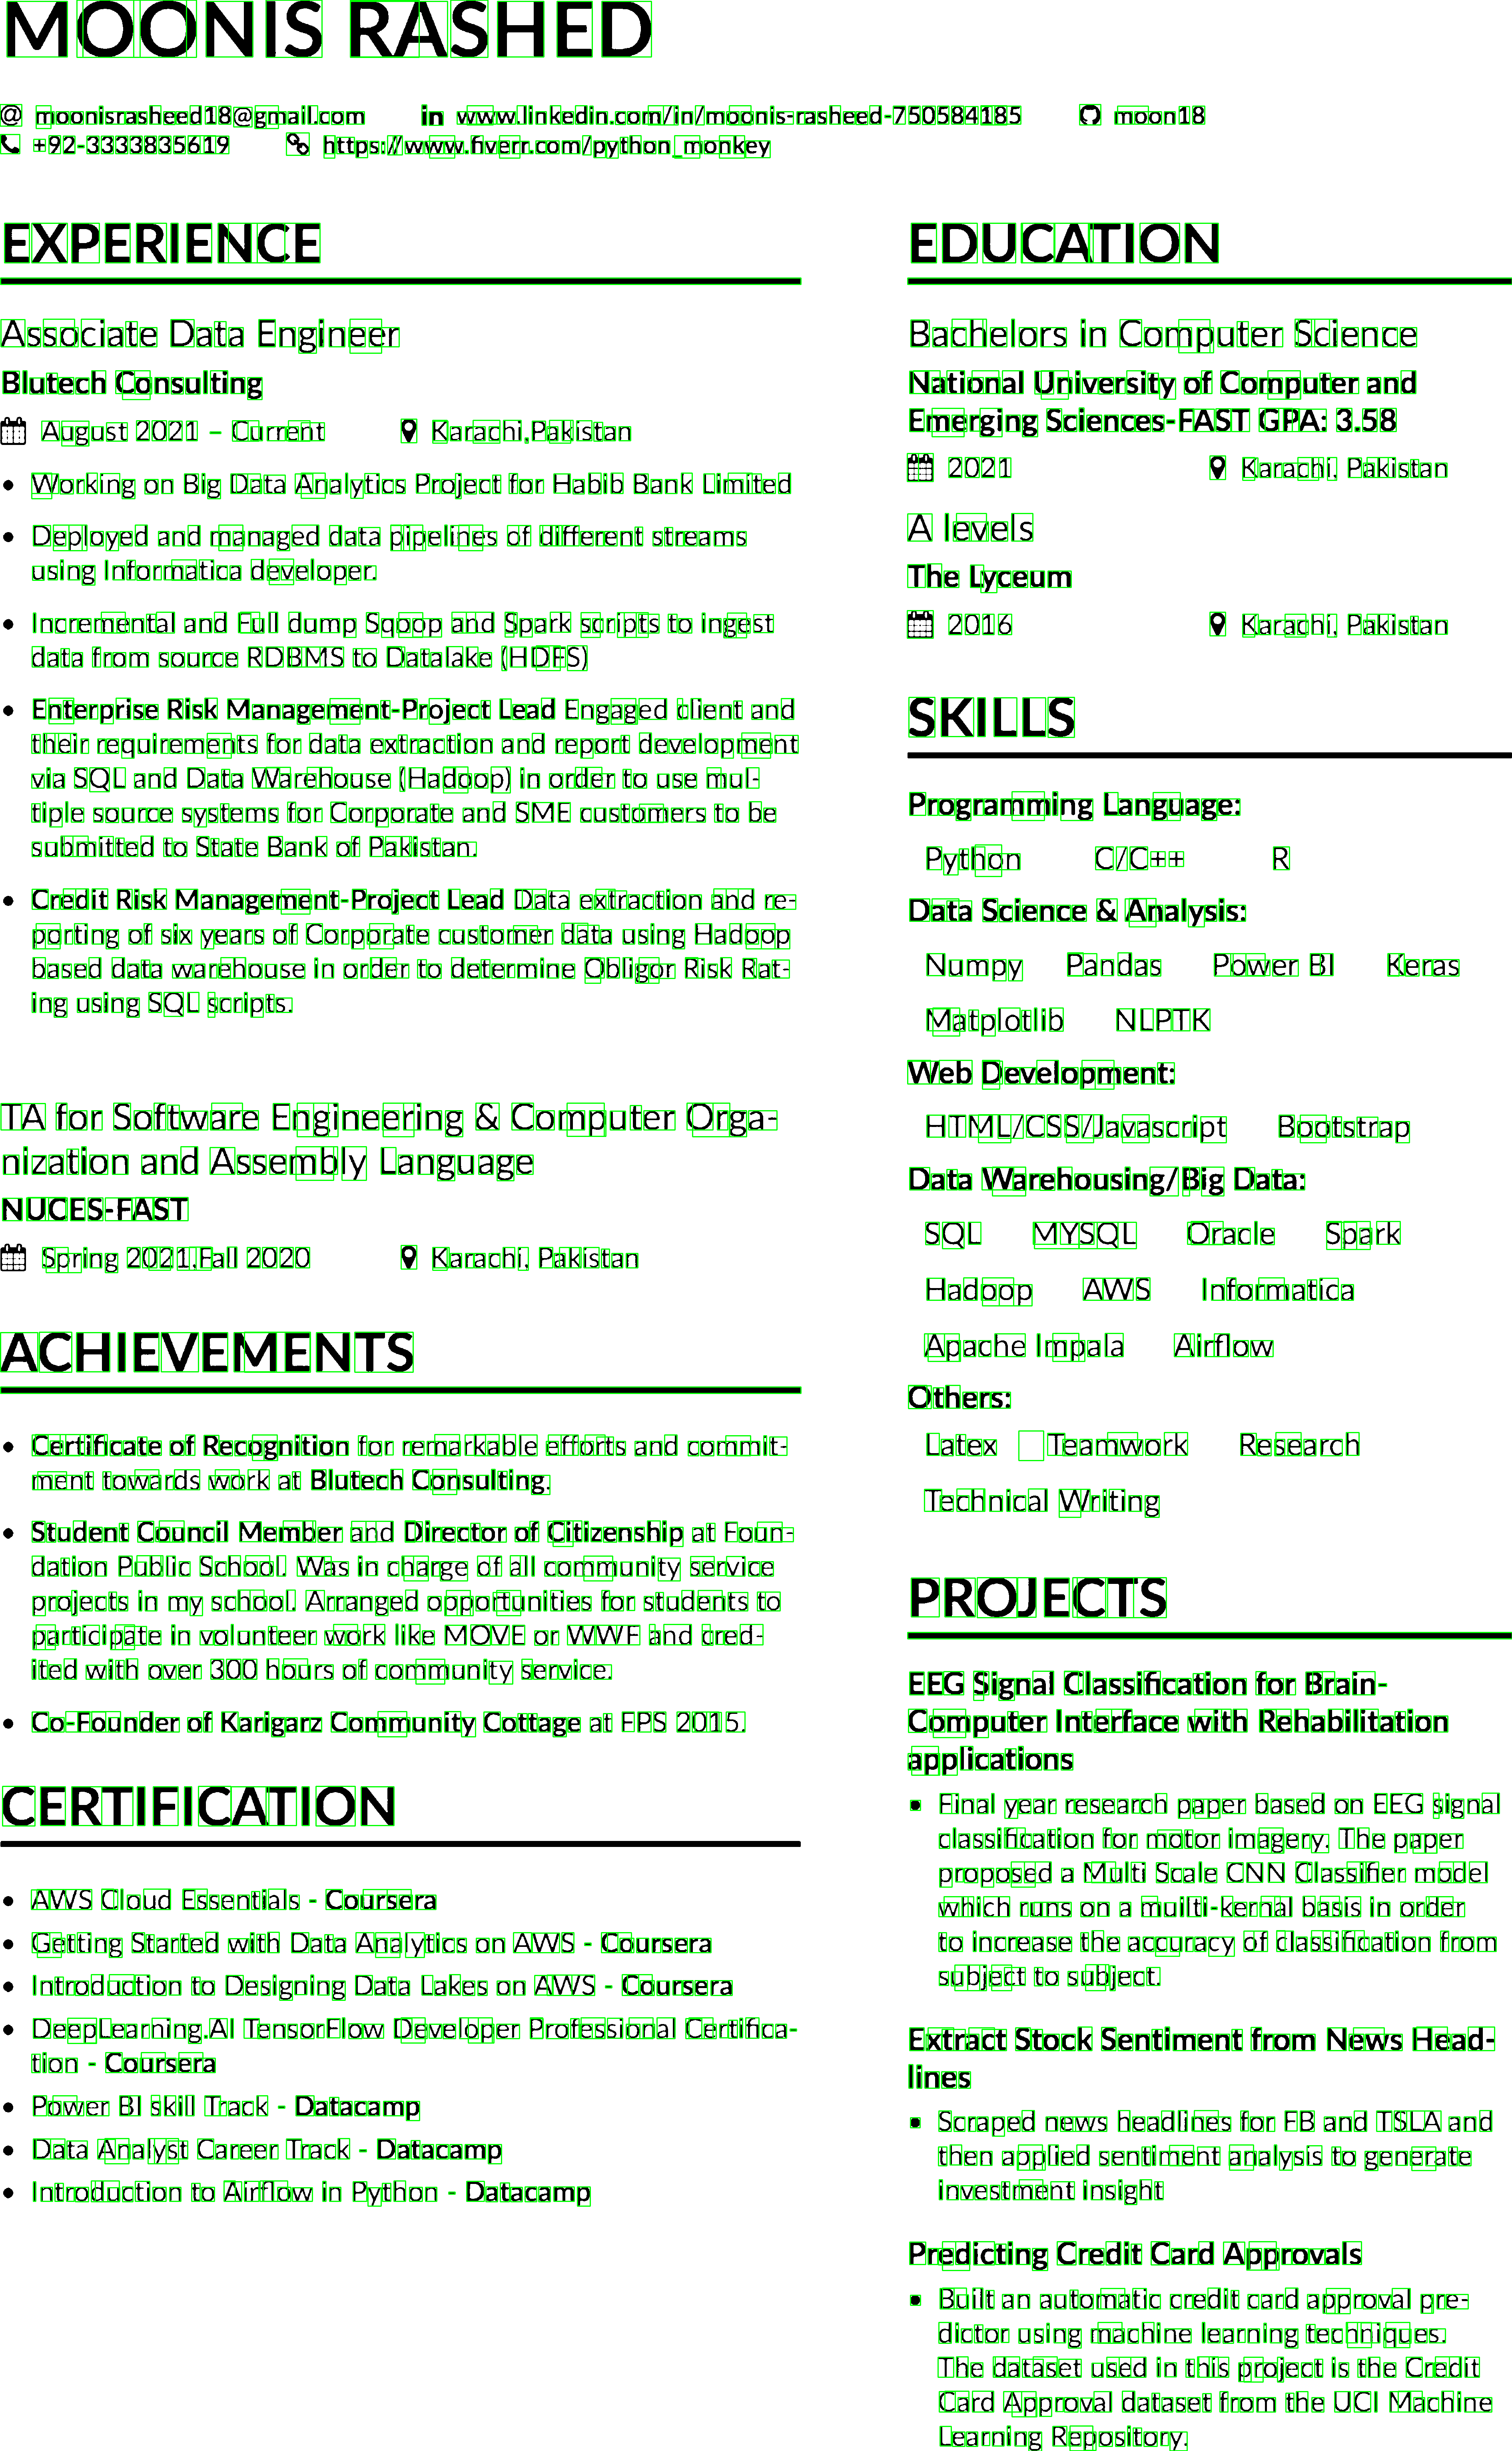 MOONIS RASHED
@ moonisrasheed18@gmail.com in www.linkedin.com/in/moonis-rasheed-750584185 moon18
+92-3333835619 https://www.fiverr.com/python_monkey
EXPERIENCE
Associate Data Engineer
Blutech Consulting
August 2021 – Current Karachi,Pakistan
• Working on Big Data Analytics Project for Habib Bank Limited
• Deployed and managed data pipelines of different streams
using Informatica developer.
• Incremental and Full dump Sqoop and Spark scripts to ingest
data from source RDBMS to Datalake (HDFS)
• Enterprise Risk Management-Project Lead Engaged client and
their requirements for data extraction and report development
via SQL and Data Warehouse (Hadoop) in order to use mul-
tiple source systems for Corporate and SME customers to be
submitted to State Bank of Pakistan.
• Credit Risk Management-Project Lead Data extraction and re-
porting of six years of Corporate customer data using Hadoop
based data warehouse in order to determine Obligor Risk Rat-
ing using SQL scripts.
TA for Software Engineering & Computer Orga-
nization and Assembly Language
NUCES-FAST
Spring 2021,Fall 2020 Karachi, Pakistan
ACHIEVEMENTS
• Certificate of Recognition for remarkable efforts and commit-
ment towards work at Blutech Consulting.
• Student Council Member and Director of Citizenship at Foun-
dation Public School. Was in charge of all community service
projects in my school. Arranged opportunities for students to
participate in volunteer work like MOVE or WWF and cred-
ited with over 300 hours of community service.
• Co-Founder of Karigarz Community Cottage at FPS 2015.
CERTIFICATION
• AWS Cloud Essentials - Coursera
• Getting Started with Data Analytics on AWS - Coursera
• Introduction to Designing Data Lakes on AWS - Coursera
• DeepLearning.AI TensorFlow Developer Professional Certifica-
tion - Coursera
• Power BI skill Track - Datacamp
• Data Analyst Career Track - Datacamp
• Introduction to Airflow in Python - Datacamp
EDUCATION
Bachelors in Computer Science
National University of Computer and
Emerging Sciences-FAST GPA: 3.58
2021 Karachi, Pakistan
A levels
The Lyceum
2016 Karachi, Pakistan
SKILLS
Programming Language:
Python C/C++ R
Data Science & Analysis:
Numpy Pandas Power BI Keras
Matplotlib NLPTK
Web Development:
HTML/CSS/Javascript Bootstrap
Data Warehousing/Big Data:
SQL MYSQL Oracle Spark
Hadoop AWS Informatica
Apache Impala Airflow
Others:
Latex Teamwork Research
Technical Writing
PROJECTS
EEG Signal Classification for Brain-
Computer Interface with Rehabilitation
applications
• Final year research paper based on EEG signal
classification for motor imagery. The paper
proposed a Multi Scale CNN Classifier model
which runs on a muilti-kernal basis in order
to increase the accuracy of classification from
subject to subject.
Extract Stock Sentiment from News Head-
lines
• Scraped news headlines for FB and TSLA and
then applied sentiment analysis to generate
investment insight
Predicting Credit Card Approvals
• Built an automatic credit card approval pre-
dictor using machine learning techniques.
The dataset used in this project is the Credit
Card Approval dataset from the UCI Machine
Learning Repository.